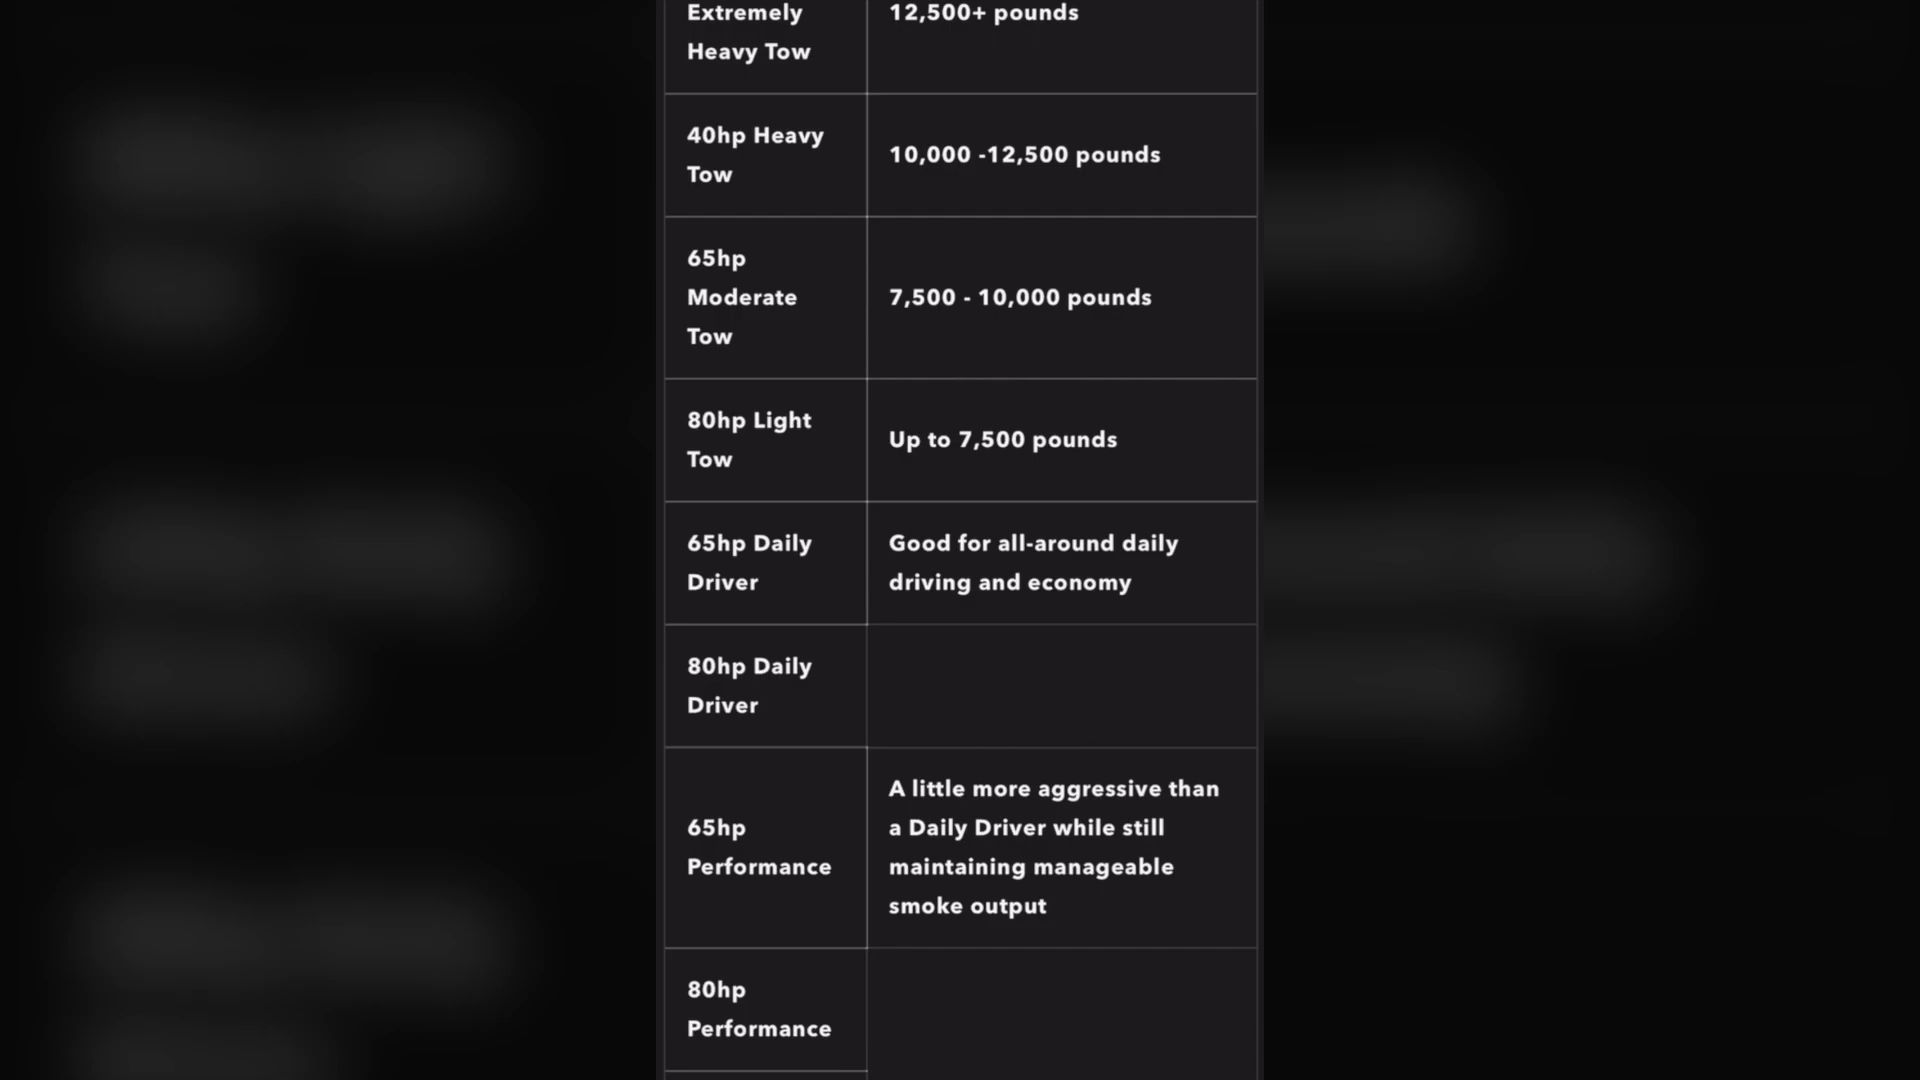 Extremely
Heavy Tow
12,500+ pounds
40hp Heavy
Tow
10,000 -12,500 pounds
65hp
Moderate
Tow
7,500 - 10,000 pounds
80hp Light
Tow
Up to 7,500 pounds
65hp Daily
Driver
Good for all-around daily
driving and economy
80hp Daily
Driver
65hp
Performance
A little more aggressive than
a Daily Driver while still
maintaining manageable
smoke output
80hp
Performance